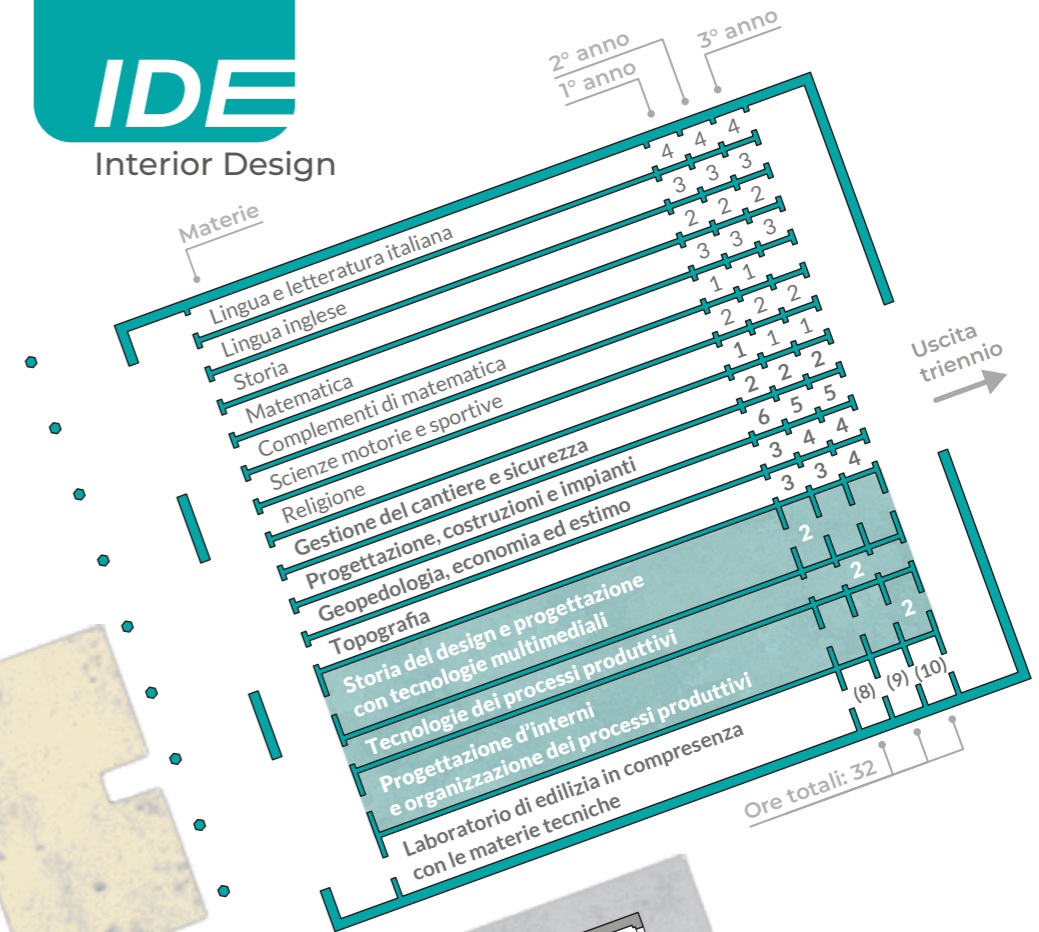 IDE
Interior Design
Materie
1° anno
2° anno
3° anno
Lingua e letteratura italiana 4 4 4
Lingua inglese 3 3 3
Storia 2 2 2
Matematica 3 3 3
Complementi di matematica 1 1
Scienze motorie e sportive 2 2 2
Religione 1 1 1
Gestione del cantiere e sicurezza 2 2 2
Progettazione, costruzioni e impianti 6 5 5
Geopedologia, economia ed estimo 3 4 4
Topografia 3 3 4
Storia del design e progettazione
con tecnologie multimediali 2
Tecnologie dei processi produttivi 2
Progettazione d'interni
e organizzazione dei processi produttivi 2
Laboratorio di edilizia in compresenza
con le materie tecniche (8) (9) (10)
Ore totali: 32
Uscita
triennio